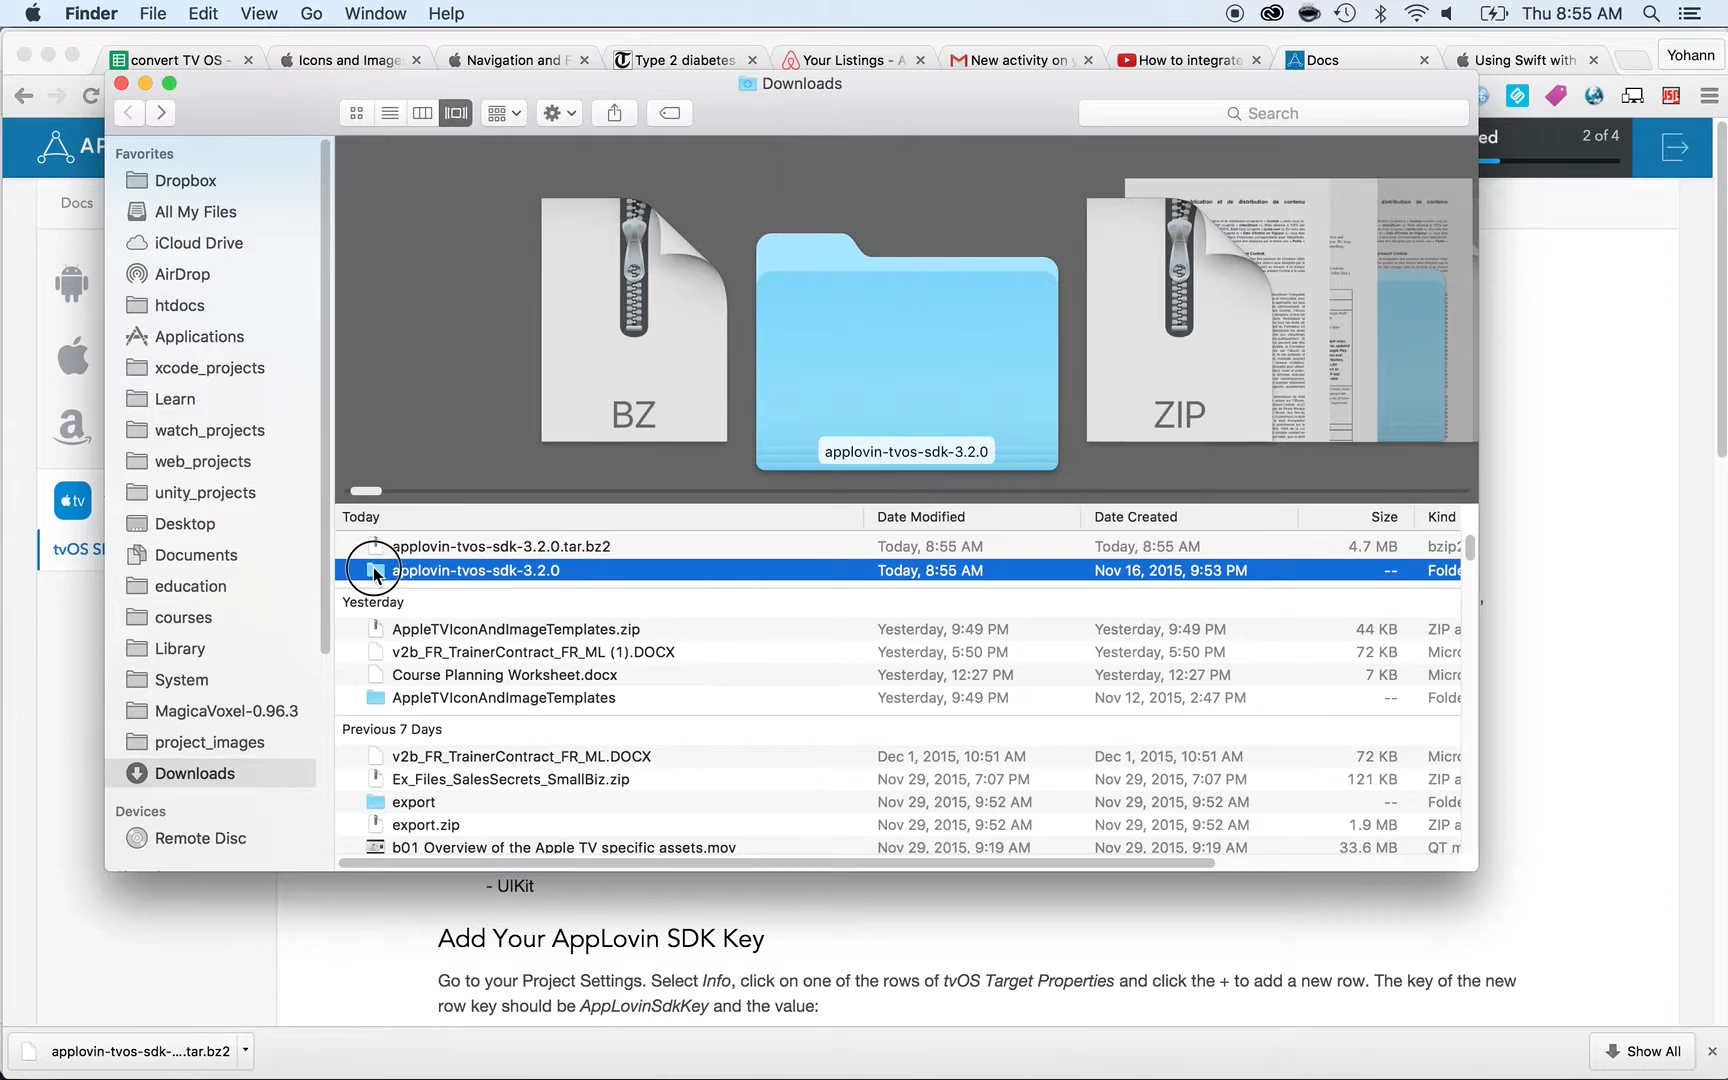 Finder File Edit View Go Window Help Thu 8:55 AM
convert TV OS - Icons and Image Navigation and F Type 2 diabetes Your Listings - A New activity on y How to integrate Docs Using Swift with Yohann
Downloads
Search
AP ed 2 of 4
Docs
tv
tvOS S
Favorites
Dropbox
All My Files
iCloud Drive
AirDrop
htdocs
Applications
xcode_projects
Learn
watch_projects
web_projects
unity_projects
Desktop
Documents
education
courses
Library
System
MagicaVoxel-0.96.3
project_images
Downloads
Devices
Remote Disc
BZ
applovin-tvos-sdk-3.2.0
ZIP
Today Date Modified Date Created Size Kind
applovin-tvos-sdk-3.2.0.tar.bz2 Today, 8:55 AM Today, 8:55 AM 4.7 MB bzip2
applovin-tvos-sdk-3.2.0 Today, 8:55 AM Nov 16, 2015, 9:53 PM -- Folde
Yesterday
AppleTVIconAndImageTemplates.zip Yesterday, 9:49 PM Yesterday, 9:49 PM 44 KB ZIP a
v2b_FR_TrainerContract_FR_ML (1).DOCX Yesterday, 5:50 PM Yesterday, 5:50 PM 72 KB Micro
Course Planning Worksheet.docx Yesterday, 12:27 PM Yesterday, 12:27 PM 7 KB Micro
AppleTVIconAndImageTemplates Yesterday, 9:49 PM Nov 12, 2015, 2:47 PM -- Folde
Previous 7 Days
v2b_FR_TrainerContract_FR_ML.DOCX Dec 1, 2015, 10:51 AM Dec 1, 2015, 10:51 AM 72 KB Micro
Ex_Files_SalesSecrets_SmallBiz.zip Nov 29, 2015, 7:07 PM Nov 29, 2015, 7:07 PM 121 KB ZIP a
export Nov 29, 2015, 9:52 AM Nov 29, 2015, 9:52 AM -- Folde
export.zip Nov 29, 2015, 9:52 AM Nov 29, 2015, 9:52 AM 1.9 MB ZIP a
b01 Overview of the Apple TV specific assets.mov Nov 29, 2015, 9:19 AM Nov 29, 2015, 9:19 AM 33.6 MB QT m
- UIKit
Add Your AppLovin SDK Key
Go to your Project Settings. Select Info, click on one of the rows of tvOS Target Properties and click the + to add a new row. The key of the new
row key should be AppLovinSdkKey and the value:
applovin-tvos-sdk-....tar.bz2 Show All